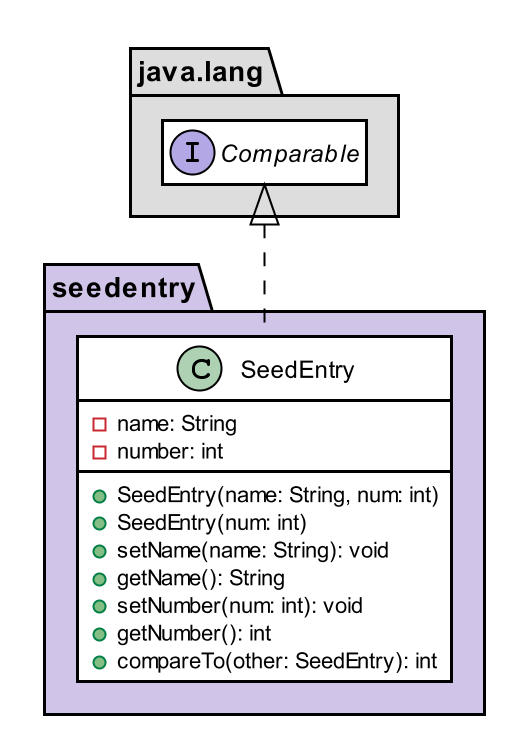 java.lang
I Comparable
seedentry
C SeedEntry
name: String
number: int
SeedEntry(name: String, num: int)
SeedEntry(num: int)
setName(name: String): void
getName(): String
setNumber(num: int): void
getNumber(): int
compareTo(other: SeedEntry): int